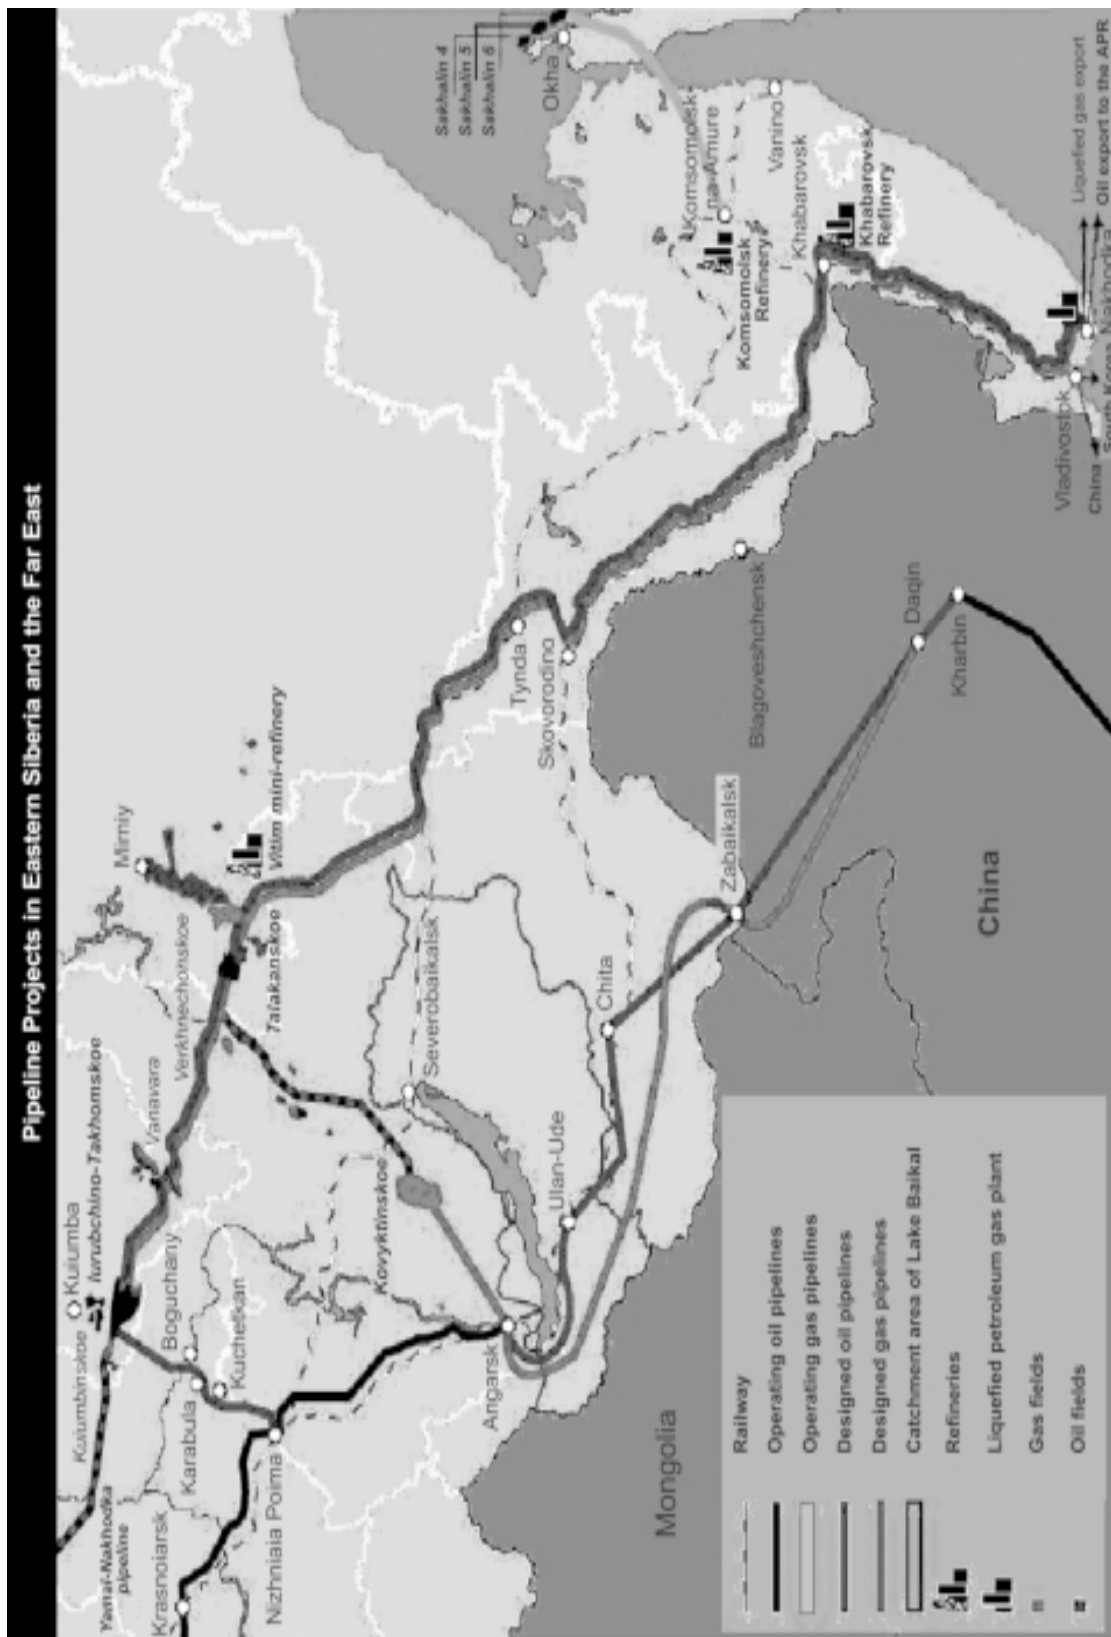 Pipeline Projects in Eastern Siberia and the Far East
Sakhalin 4
Sakhalin 5
Sakhalin 6
Okha
Komsomolsk-
na-Amure
Vanino
Komsomolsk
Refinery
Khabarovsk
Khabarovsk
Refinery
Liquefied gas export
Oil export to the APR
Nakhodka
Vladivostok
China
Mirniy
Vitim mini-refinery
Tynda
Skovorodino
Blagoveshchensk
Daqin
Kharbin
Kuiumba
Iurubchino-Takhomskoe
Vanavara
Verkhnechonskoe
Talakanskoe
Severobaikalsk
Chita
Zabaikalsk
China
Kuiumbinskoe
Boguchany
Kuchetkan
Karabula
Kovyktinskoe
Ulan-Ude
Angarsk
Yamal-Nakhodka
pipeline
Krasnoiarsk
Nizhniaia Poima
Mongolia
Railway
Operating oil pipelines
Operating gas pipelines
Designed oil pipelines
Designed gas pipelines
Catchment area of Lake Baikal
Refineries
Liquefied petroleum gas plant
Gas fields
Oil fields